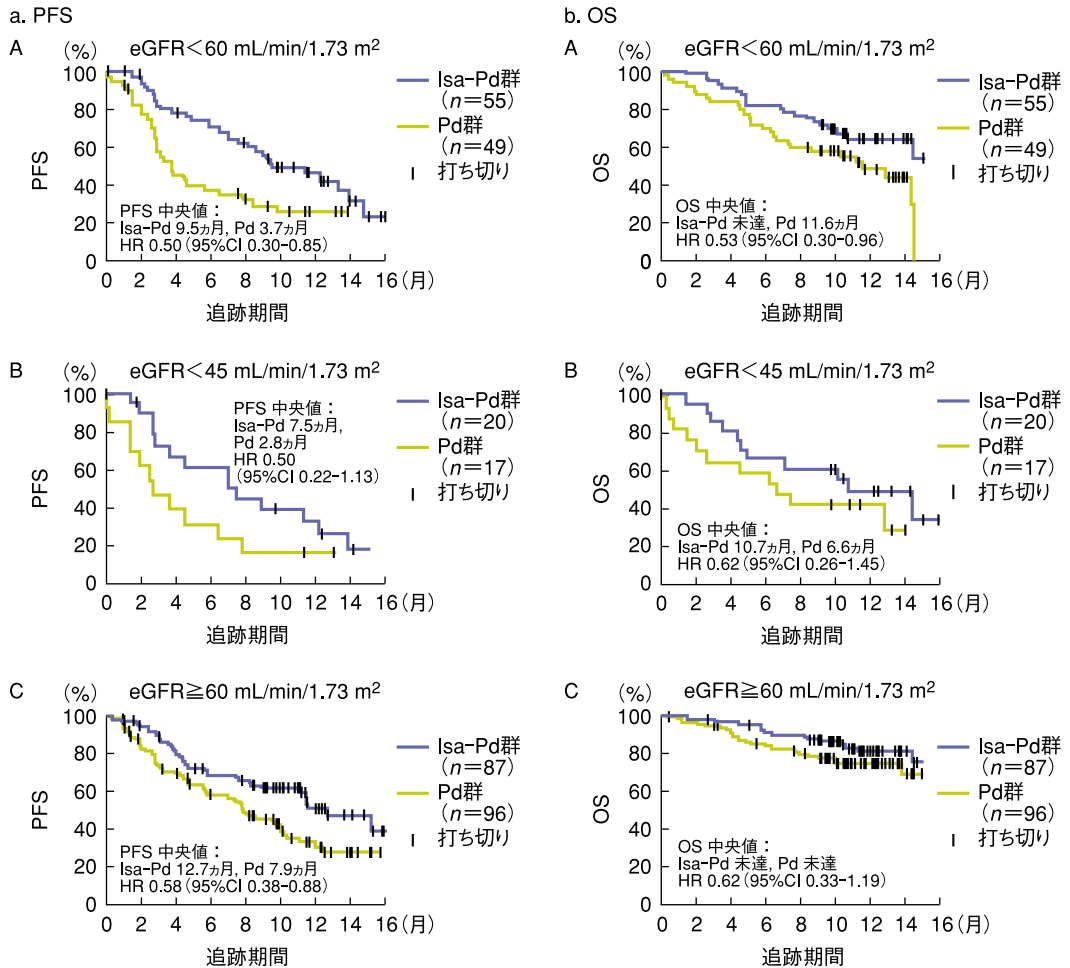 a. PFS
A
(%)
eGFR<60 mL/min/1.73 m²
100
80
60
40
20
0
PFS
Isa-Pd群
(n=55)
Pd群
(n=49)
打ち切り
PFS 中央値：
Isa-Pd 9.5ヵ月, Pd 3.7ヵ月
HR 0.50(95%CI 0.30-0.85)
0 2 4 6 8 10 12 14 16(月)
追跡期間
B
(%)
eGFR<45 mL/min/1.73 m²
100
80
60
40
20
0
PFS
PFS 中央値：
Isa-Pd 7.5ヵ月,
Pd 2.8ヵ月
HR 0.50
(95%CI 0.22-1.13)
Isa-Pd群
(n=20)
Pd群
(n=17)
打ち切り
0 2 4 6 8 10 12 14 16(月)
追跡期間
C
(%)
eGFR≧60 mL/min/1.73 m²
100
80
60
40
20
0
PFS
Isa-Pd群
(n=87)
Pd群
(n=96)
打ち切り
PFS 中央値：
Isa-Pd 12.7ヵ月, Pd 7.9ヵ月
HR 0.58(95%CI 0.38-0.88)
0 2 4 6 8 10 12 14 16(月)
追跡期間
b. OS
A
(%)
eGFR<60 mL/min/1.73 m²
100
80
60
40
20
0
OS
Isa-Pd群
(n=55)
Pd群
(n=49)
打ち切り
OS 中央値：
Isa-Pd 未達, Pd 11.6ヵ月
HR 0.53(95%CI 0.30-0.96)
0 2 4 6 8 10 12 14 16(月)
追跡期間
B
(%)
eGFR<45 mL/min/1.73 m²
100
80
60
40
20
0
OS
Isa-Pd群
(n=20)
Pd群
(n=17)
打ち切り
OS 中央値：
Isa-Pd 10.7ヵ月, Pd 6.6ヵ月
HR 0.62(95%CI 0.26-1.45)
0 2 4 6 8 10 12 14 16(月)
追跡期間
C
(%)
eGFR≧60 mL/min/1.73 m²
100
80
60
40
20
0
OS
Isa-Pd群
(n=87)
Pd群
(n=96)
打ち切り
OS 中央値：
Isa-Pd 未達, Pd 未達
HR 0.62(95%CI 0.33-1.19)
0 2 4 6 8 10 12 14 16(月)
追跡期間